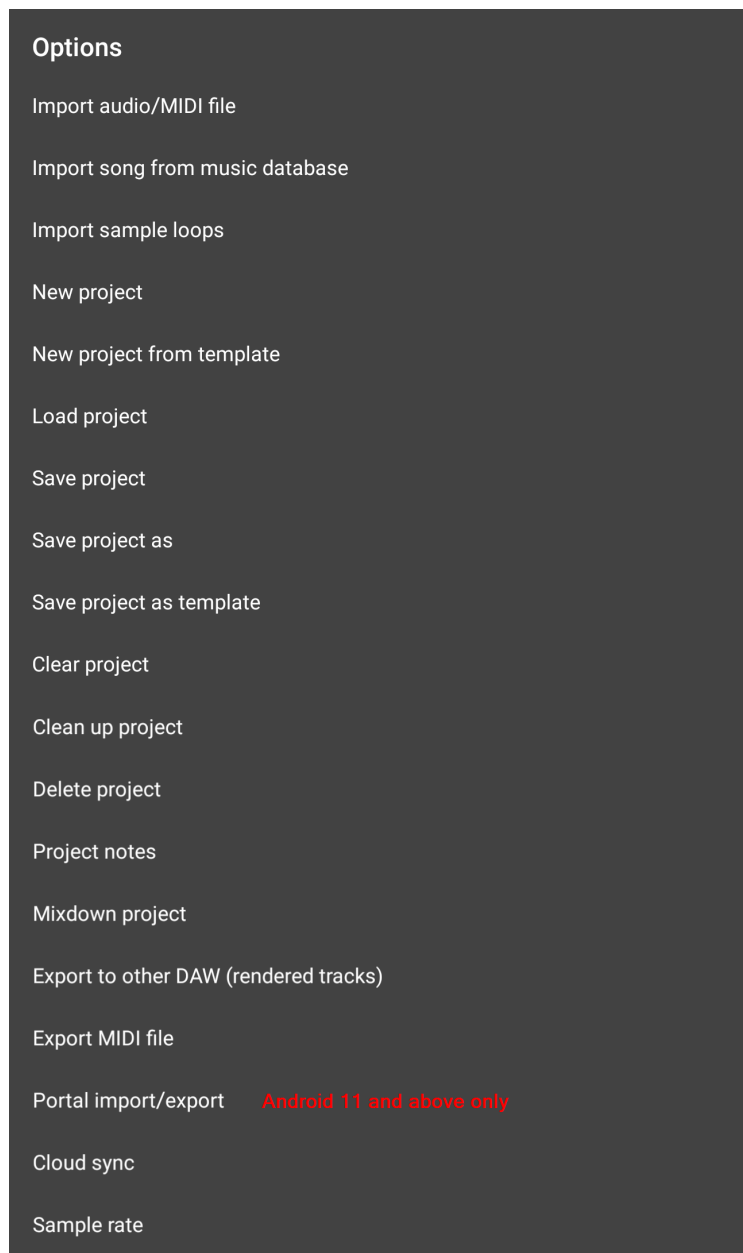 Options
Import audio/MIDI file
Import song from music database
Import sample loops
New project
New project from template
Load project
Save project
Save project as
Save project as template
Clear project
Clean up project
Delete project
Project notes
Mixdown project
Export to other DAW (rendered tracks)
Export MIDI file
Portal import/export Android 11 and above only
Cloud sync
Sample rate